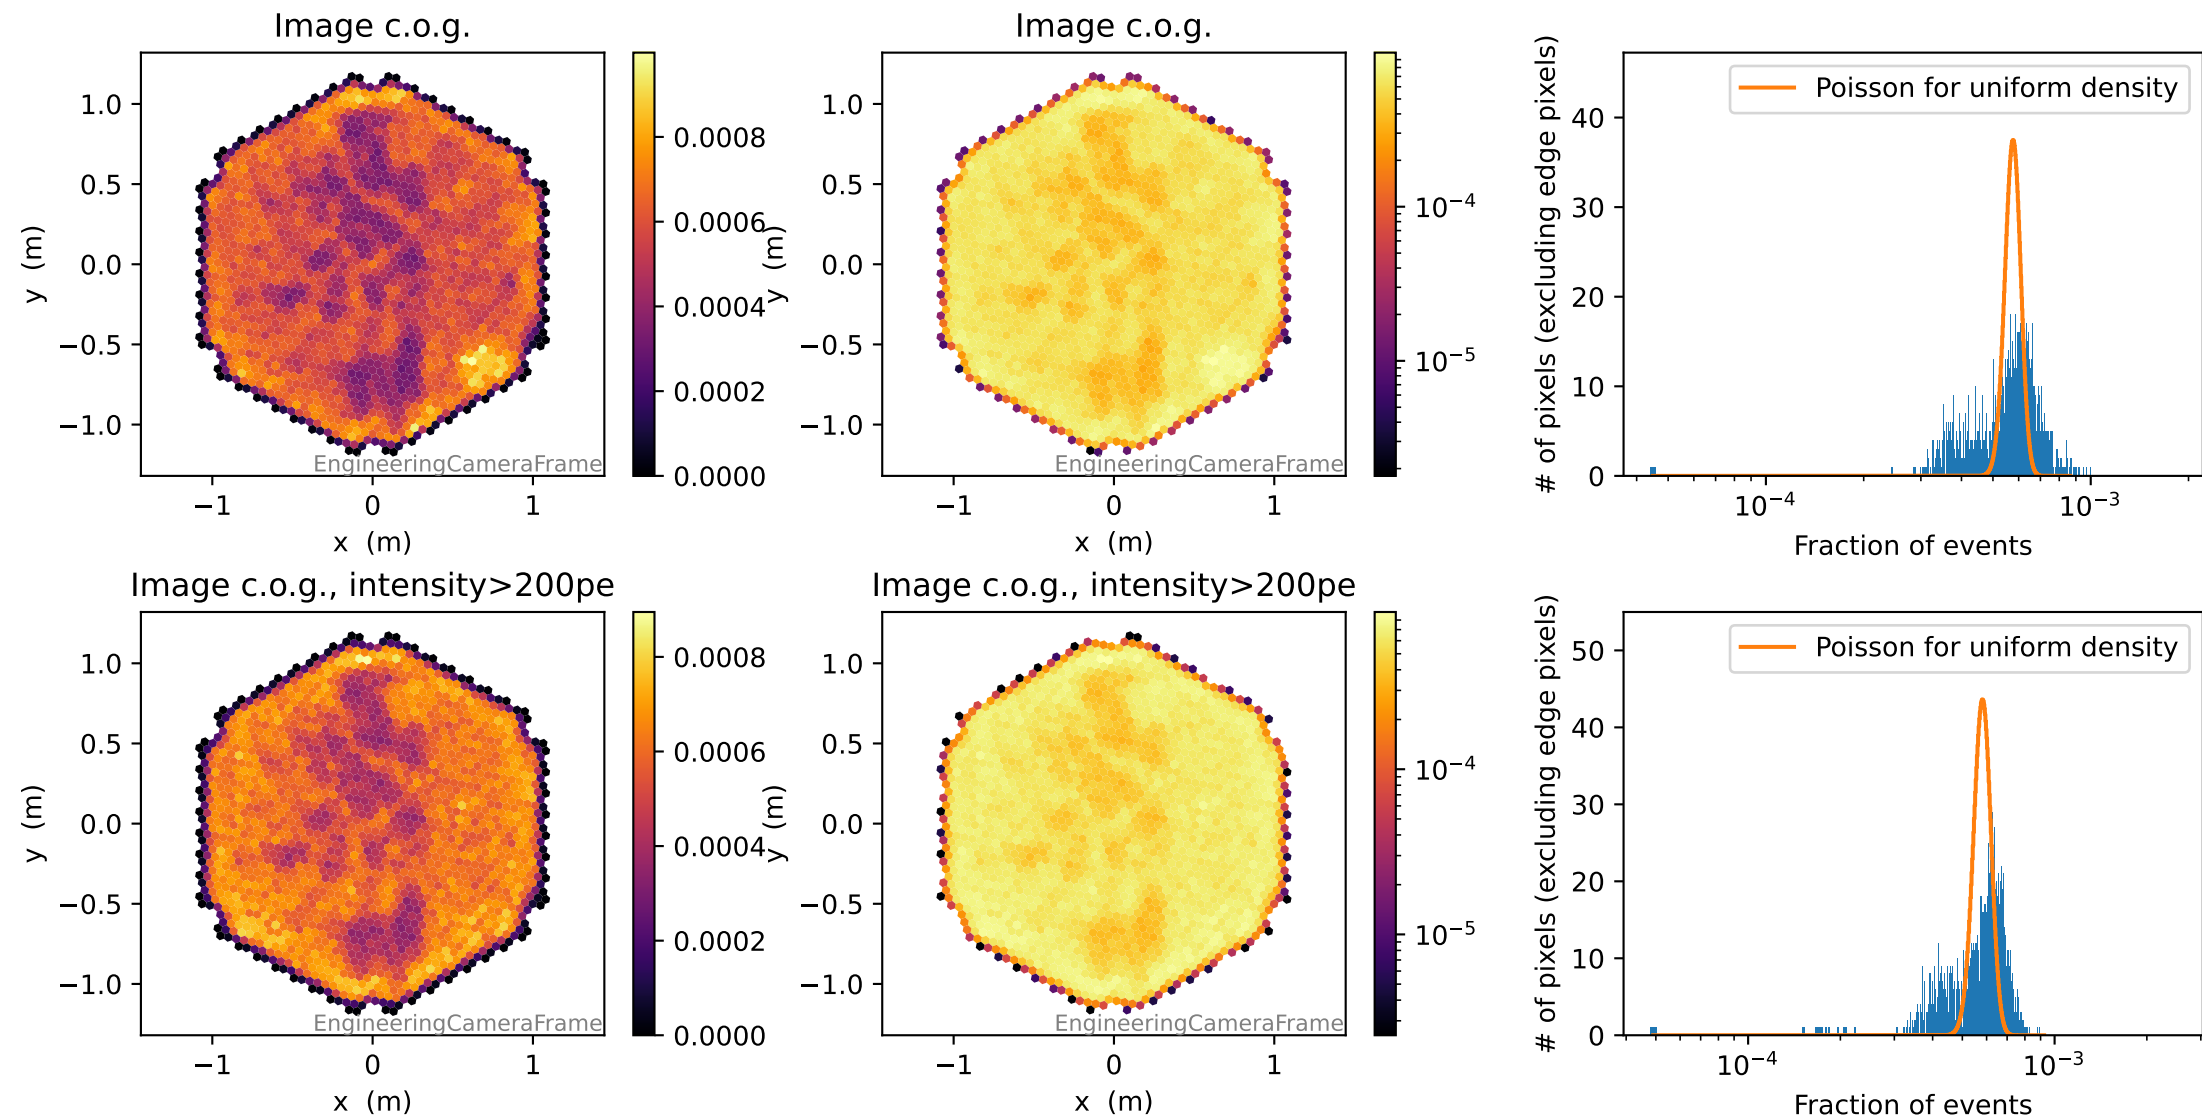 Image c.o.g.
1.0
0.5
0.0
−0.5
−1.0
y (m)
−1
0
1
x (m)
EngineeringCameraFrame
0.0008
0.0006
0.0004
0.0002
0.0000
Image c.o.g.
1.0
0.5
0.0
−0.5
−1.0
y (m)
−1
0
1
x (m)
EngineeringCameraFrame
10−4
10−5
Poisson for uniform density
40
30
20
10
0
# of pixels (excluding edge pixels)
10−4
10−3
Fraction of events
Image c.o.g., intensity>200pe
1.0
0.5
0.0
−0.5
−1.0
y (m)
−1
0
1
x (m)
EngineeringCameraFrame
0.0008
0.0006
0.0004
0.0002
0.0000
Image c.o.g., intensity>200pe
1.0
0.5
0.0
−0.5
−1.0
y (m)
−1
0
1
x (m)
EngineeringCameraFrame
10−4
10−5
Poisson for uniform density
50
40
30
20
10
0
# of pixels (excluding edge pixels)
10−4
10−3
Fraction of events